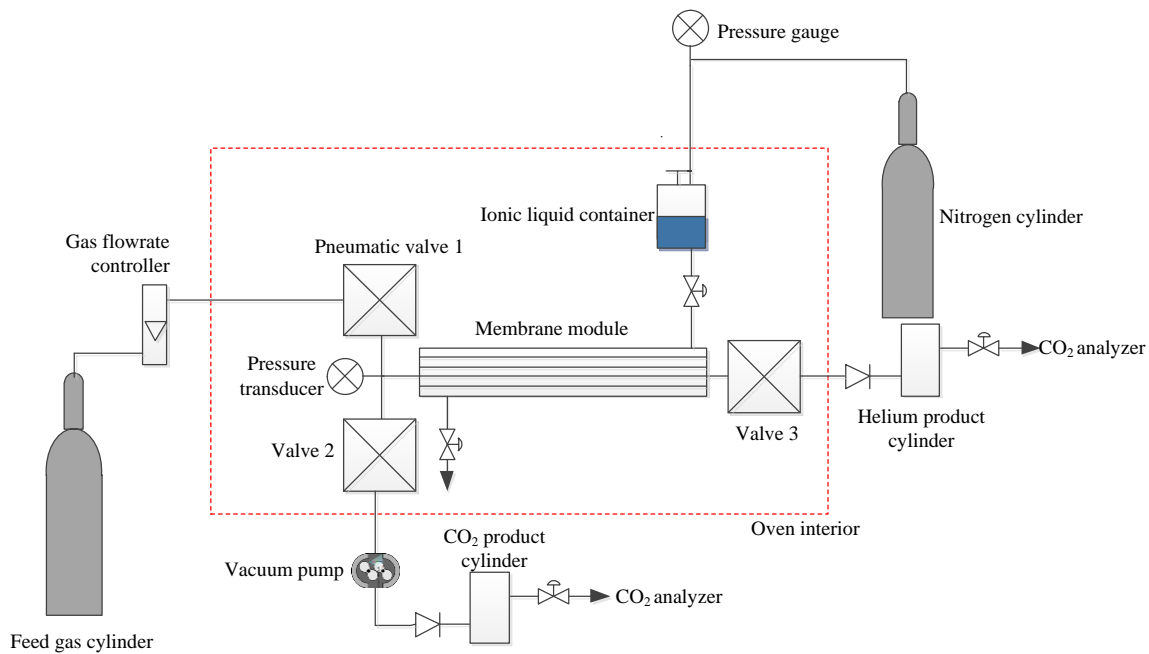 Pressure gauge
Ionic liquid container
Nitrogen cylinder
Gas flowrate
controller
Pneumatic valve 1
Membrane module
Pressure
transducer
CO₂ analyzer
Helium product
cylinder
Valve 2
Valve 3
Oven interior
CO₂ product
cylinder
Vacuum pump
CO₂ analyzer
Feed gas cylinder